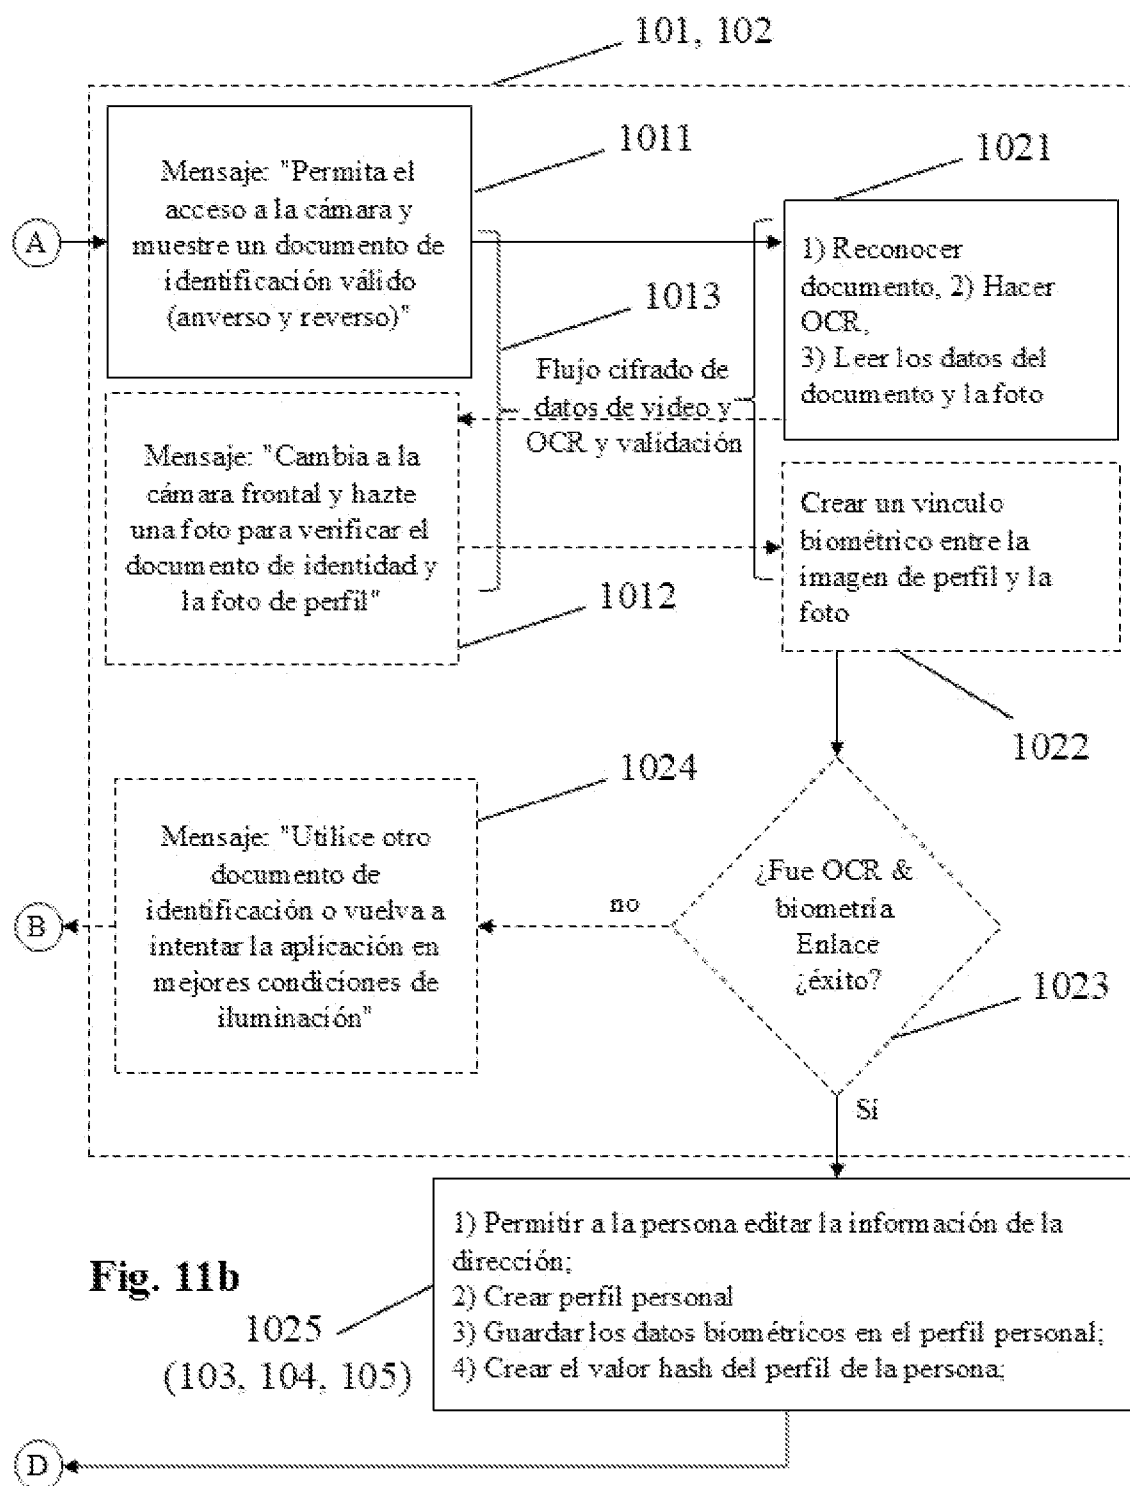 101, 102
Mensaje: "Permita el
acceso a la cámara y
muestre un documento de
identificación válido
(anverso y reverso)"
1011
1021
A
1) Reconocer
documento, 2) Hacer
OCR,
3) Leer los datos del
documento y la foto
1013
Flujo cifrado de
datos de video y
OCR y validación
Mensaje: "Cambia a la
cámara frontal y hazte
una foto para verificar el
documento de identidad y
la foto de perfil"
1012
Crear un vinculo
biométrico entre la
imagen de perfil y la
foto
1022
1024
Mensaje: "Utilice otro
documento de
identificación o vuelva a
intentar la aplicación en
mejores condiciones de
iluminación"
B
no
¿Fue OCR &
biometría
Enlace
¿éxito?
1023
Sí
1) Permitir a la persona editar la información de la
dirección;
2) Crear perfil personal
3) Guardar los datos biométricos en el perfil personal;
4) Crear el valor hash del perfil de la persona;
Fig. 11b
1025
(103, 104, 105)
D